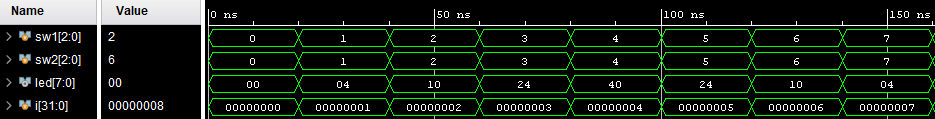 Name Value 0 ns 50 ns 100 ns 150 ns
sw1[2:0] 2 0 1 2 3 4 5 6 7
sw2[2:0] 6 0 1 2 3 4 5 6 7
led[7:0] 00 00 04 10 24 40 24 10 04
i[31:0] 00000008 00000000 00000001 00000002 00000003 00000004 00000005 00000006 00000007